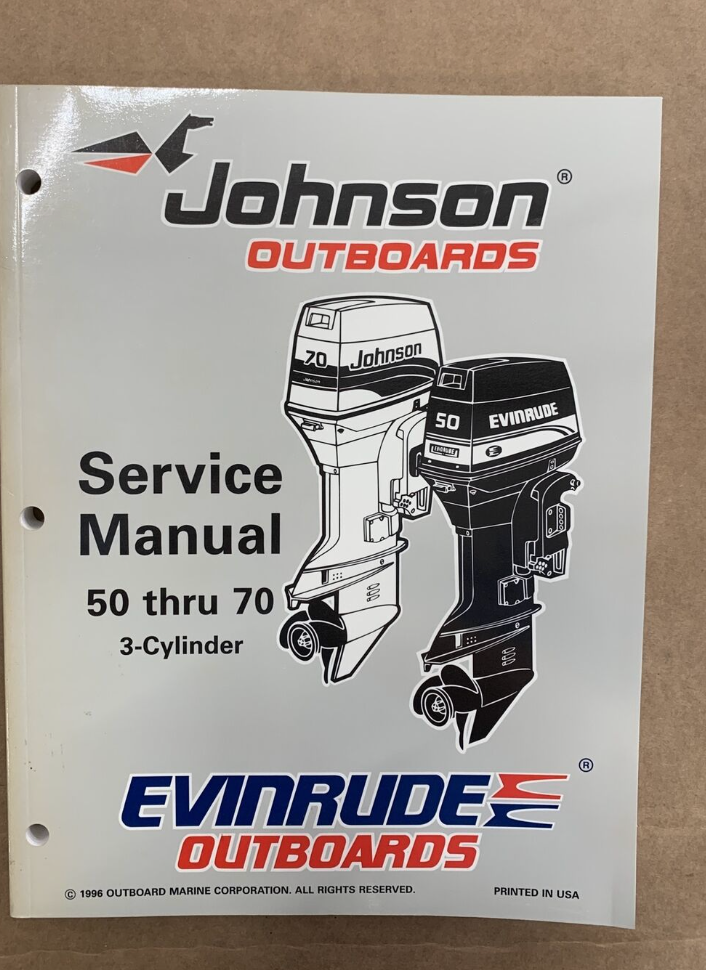 Johnson®
OUTBOARDS
70 Johnson
50 EVINRUDE
Service
Manual
50 thru 70
3-Cylinder
EVINRUDE®
OUTBOARDS
© 1996 OUTBOARD MARINE CORPORATION. ALL RIGHTS RESERVED. PRINTED IN USA